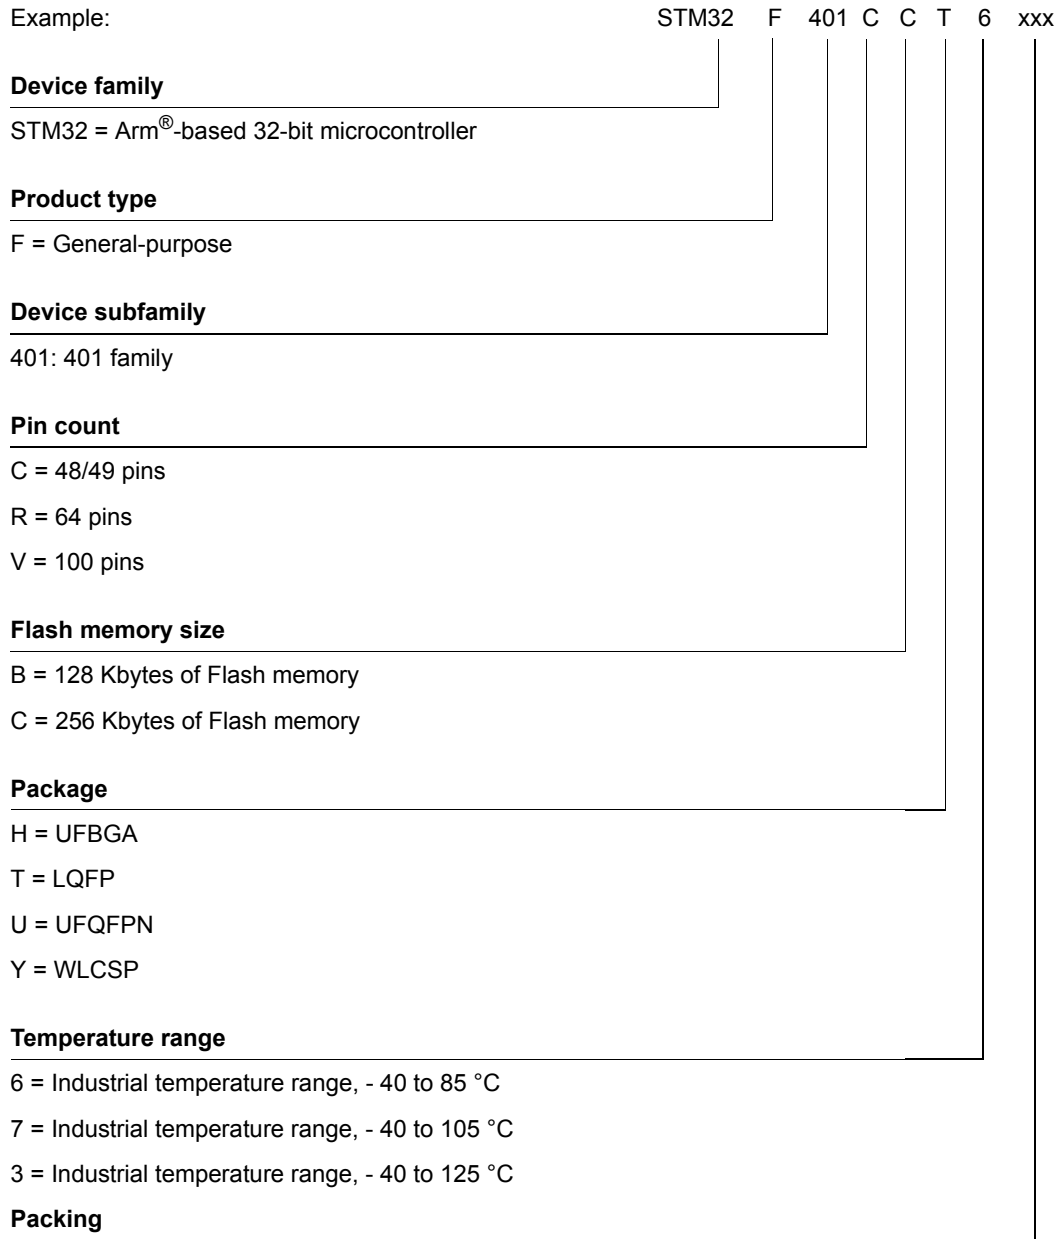 Example: STM32 F 401 C C T 6 xxx
Device family
STM32 = Arm®-based 32-bit microcontroller
Product type
F = General-purpose
Device subfamily
401: 401 family
Pin count
C = 48/49 pins
R = 64 pins
V = 100 pins
Flash memory size
B = 128 Kbytes of Flash memory
C = 256 Kbytes of Flash memory
Package
H = UFBGA
T = LQFP
U = UFQFPN
Y = WLCSP
Temperature range
6 = Industrial temperature range, - 40 to 85 °C
7 = Industrial temperature range, - 40 to 105 °C
3 = Industrial temperature range, - 40 to 125 °C
Packing